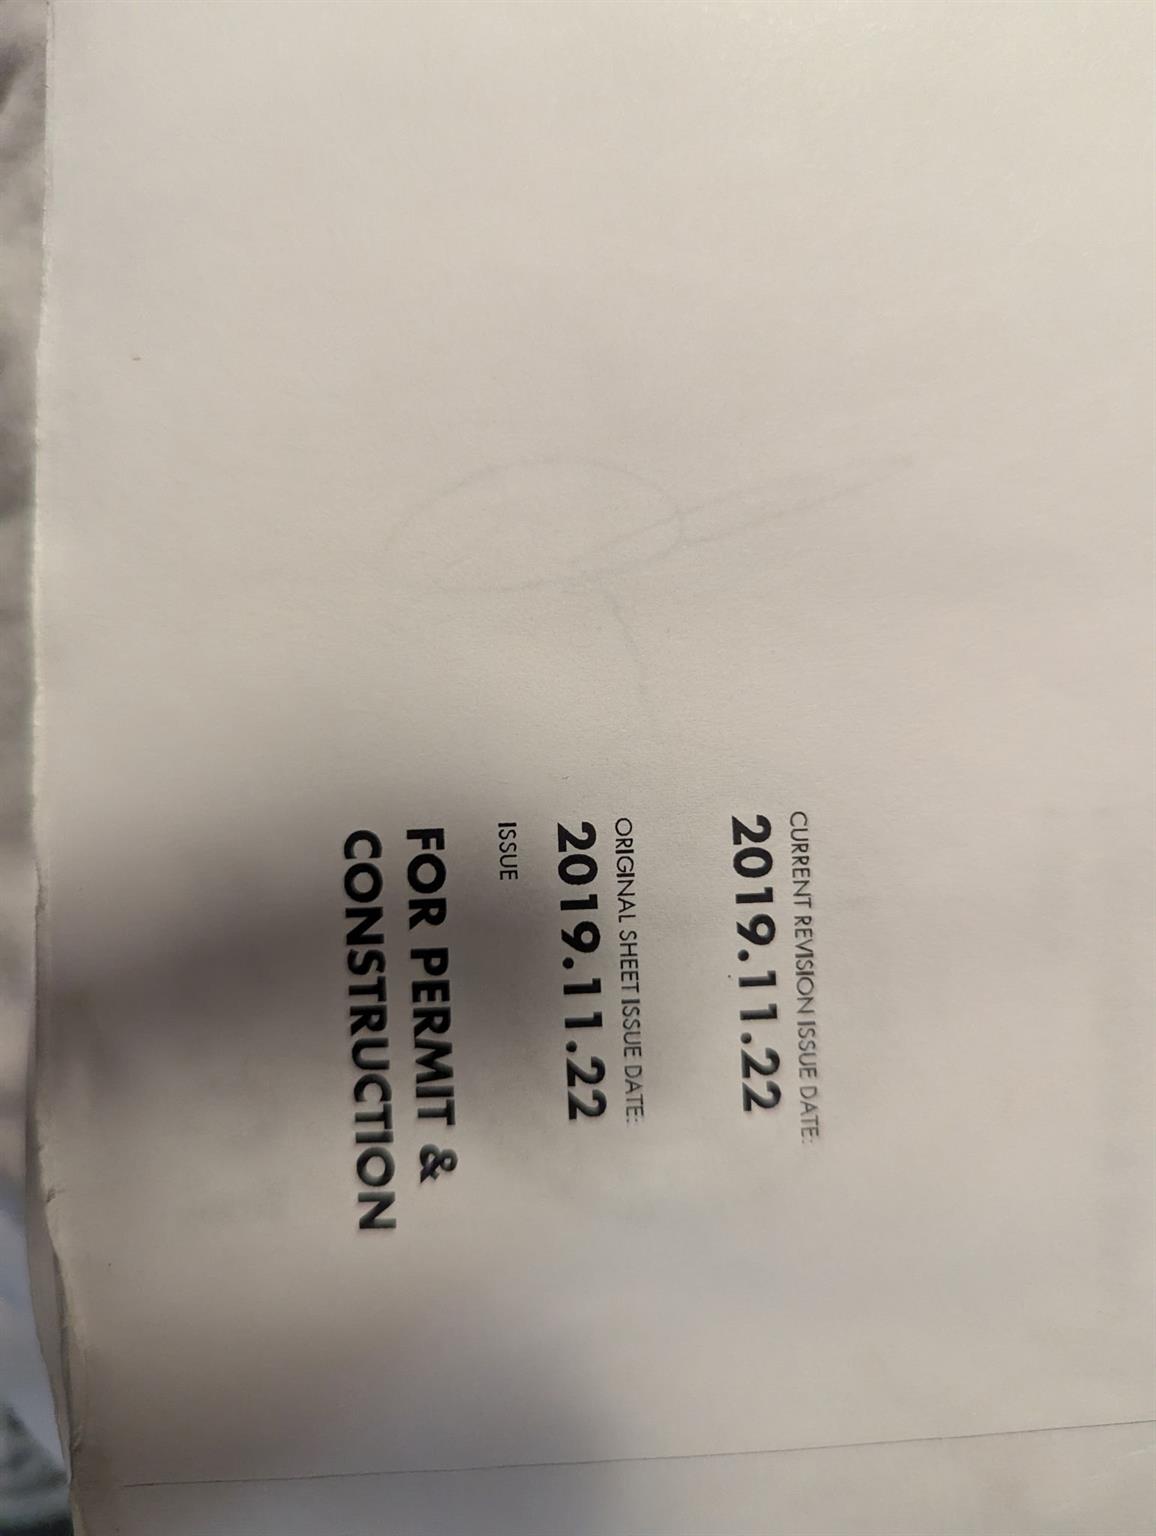 CURRENT REVISION ISSUE DATE:
2019.11.22
ORIGINAL SHEET ISSUE DATE:
2019.11.22
ISSUE
FOR PERMIT &
CONSTRUCTION